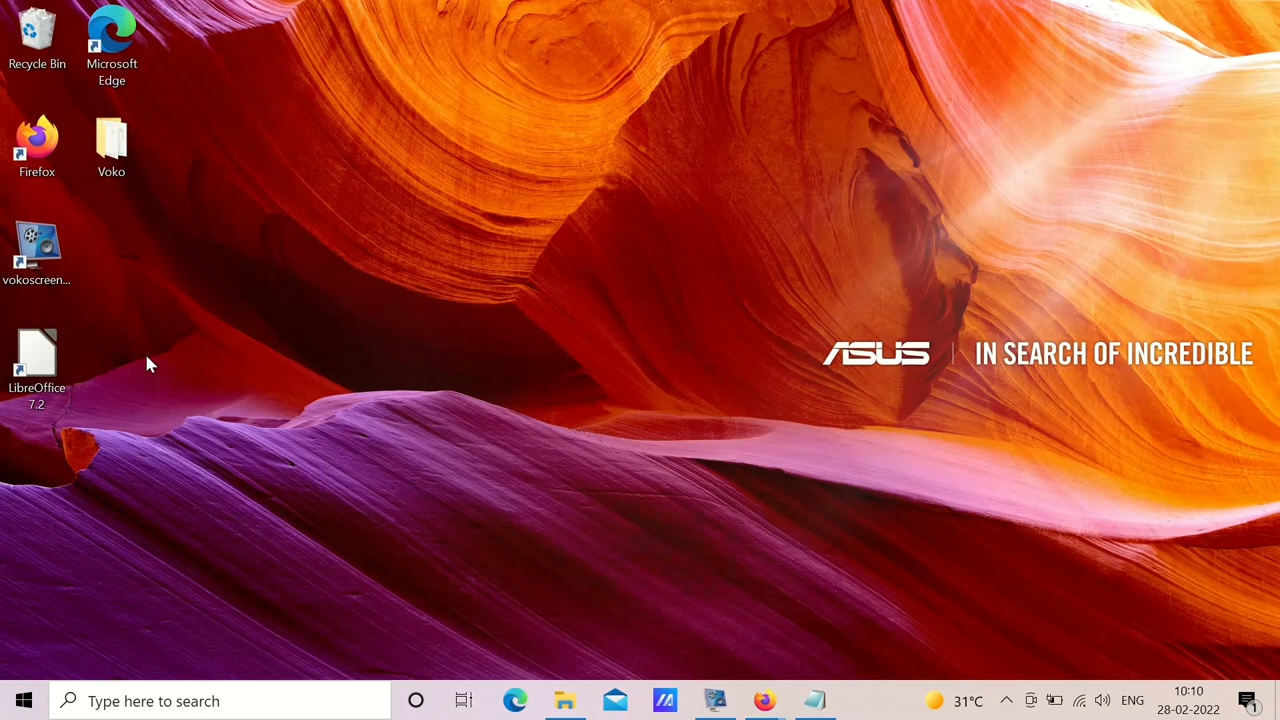 Recycle Bin
Microsoft
Edge
Firefox
Voko
vokoscreen...
LibreOffice
7.2
ASUS
IN SEARCH OF INCREDIBLE
Type here to search
31°C
ENG
10:10
28-02-2022
1